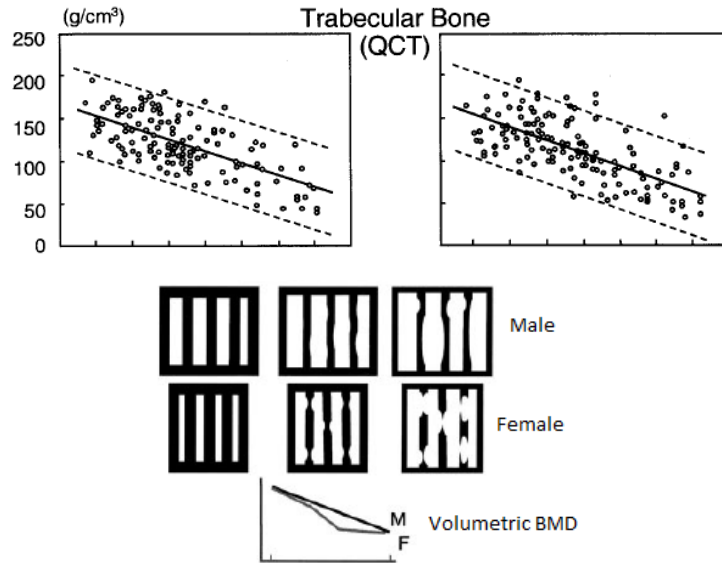 (g/cm³)
Trabecular Bone
(QCT)
250
200
150
100
50
0
Male
Female
M
F
Volumetric BMD